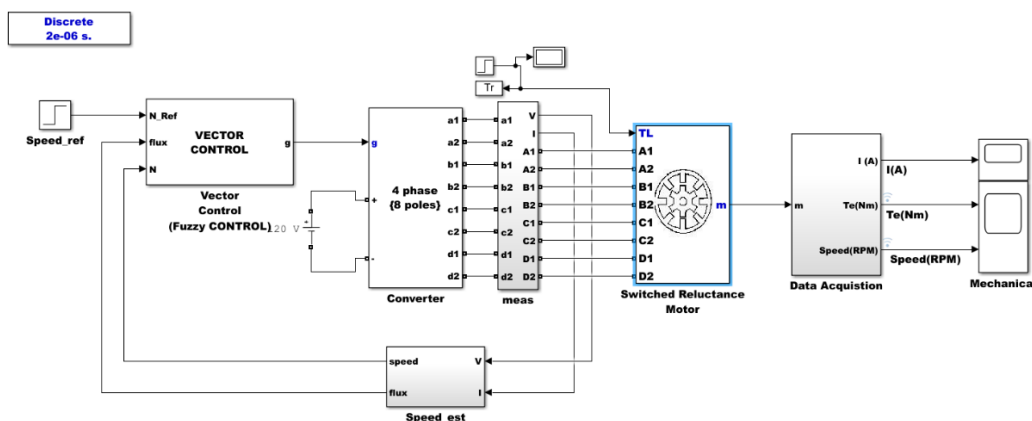 Discrete
2e-06 s.
Speed_ref
N_Ref
flux
N
VECTOR
CONTROL
g
Vector
Control
(Fuzzy CONTROL)
120 V
g
+
-
4 phase
{8 poles}
a1
a2
b1
b2
c1
c2
d1
d2
Converter
Tr
a1
a2
b1
b2
c1
c2
d1
d2
V
I
A1
A2
B1
B2
C1
C2
D1
D2
meas
TL
A1
A2
B1
B2
C1
C2
D1
D2
m
Switched Reluctance
Motor
m
I (A)
Te(Nm)
Speed(RPM)
Data Acquistion
I(A)
Te(Nm)
Speed(RPM)
Mechanica
speed
flux
V
I
Speed_est